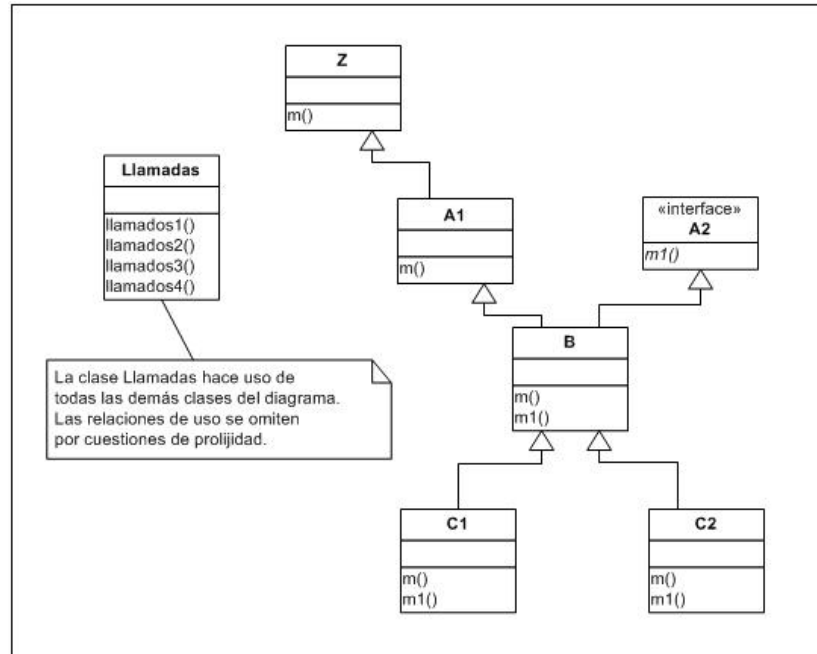 Z
m()
Llamadas
llamados1()
llamados2()
llamados3()
llamados4()
A1
m()
«interface»
A2
m1()
B
m()
m1()
La clase Llamadas hace uso de
todas las demás clases del diagrama.
Las relaciones de uso se omiten
por cuestiones de prolijidad.
C1
m()
m1()
C2
m()
m1()